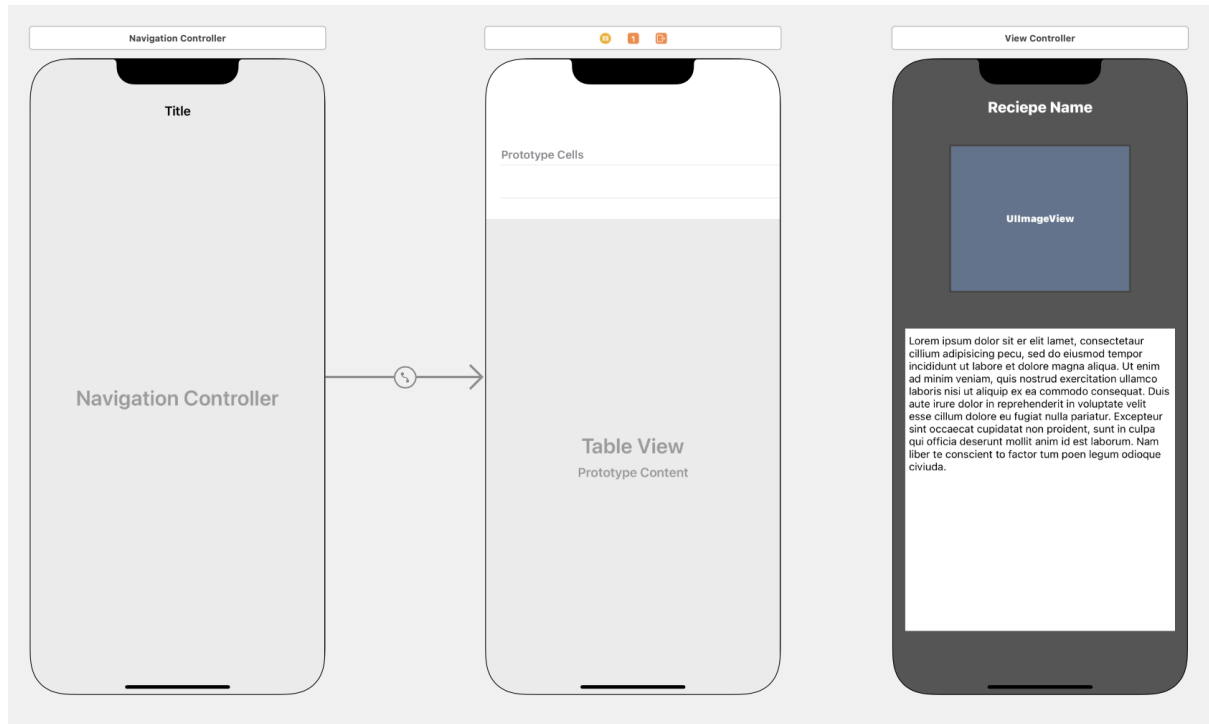 Navigation Controller
1
View Controller
Title
Reciepe Name
Prototype Cells
UIImageView
Lorem ipsum dolor sit er elit lamet, consectetaur
cillium adipisicing pecu, sed do eiusmod tempor
incididunt ut labore et dolore magna aliqua. Ut enim
ad minim veniam, quis nostrud exercitation ullamco
laboris nisi ut aliquip ex ea commodo consequat. Duis
aute irure dolor in reprehenderit in voluptate velit
esse cillum dolore eu fugiat nulla pariatur. Excepteur
sint occaecat cupidatat non proident, sunt in culpa
qui officia deserunt mollit anim id est laborum. Nam
liber te conscient to factor tum poen legum odioque
civiuda.
Navigation Controller
Table View
Prototype Content